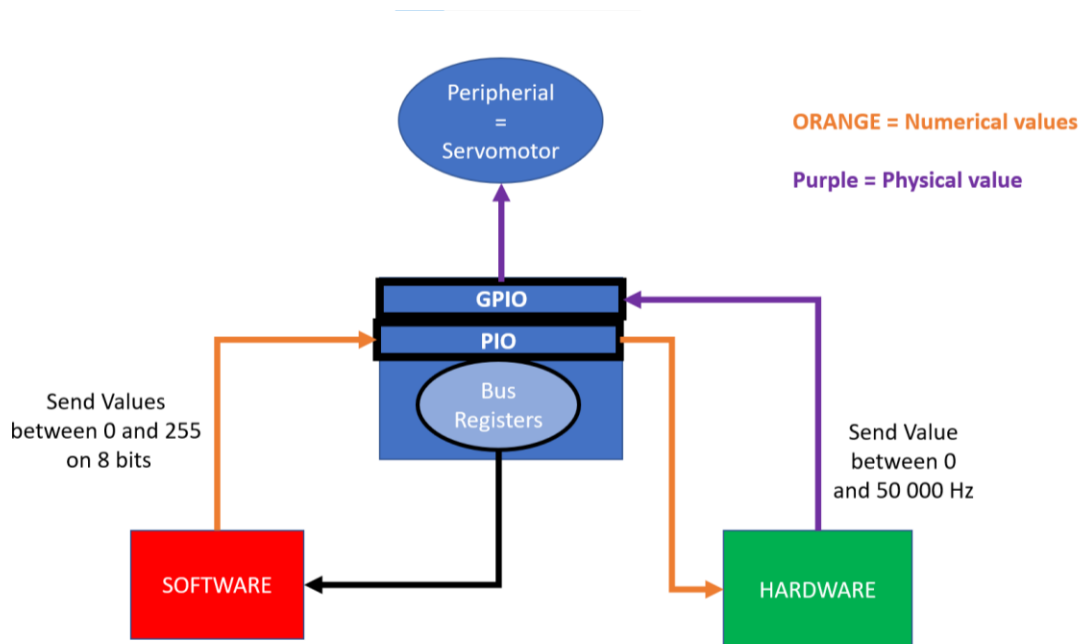 Peripherial
=
Servomotor
ORANGE = Numerical values
Purple = Physical value
GPIO
PIO
Bus
Registers
Send Values
between 0 and 255
on 8 bits
Send Value
between 0
and 50 000 Hz
SOFTWARE
HARDWARE